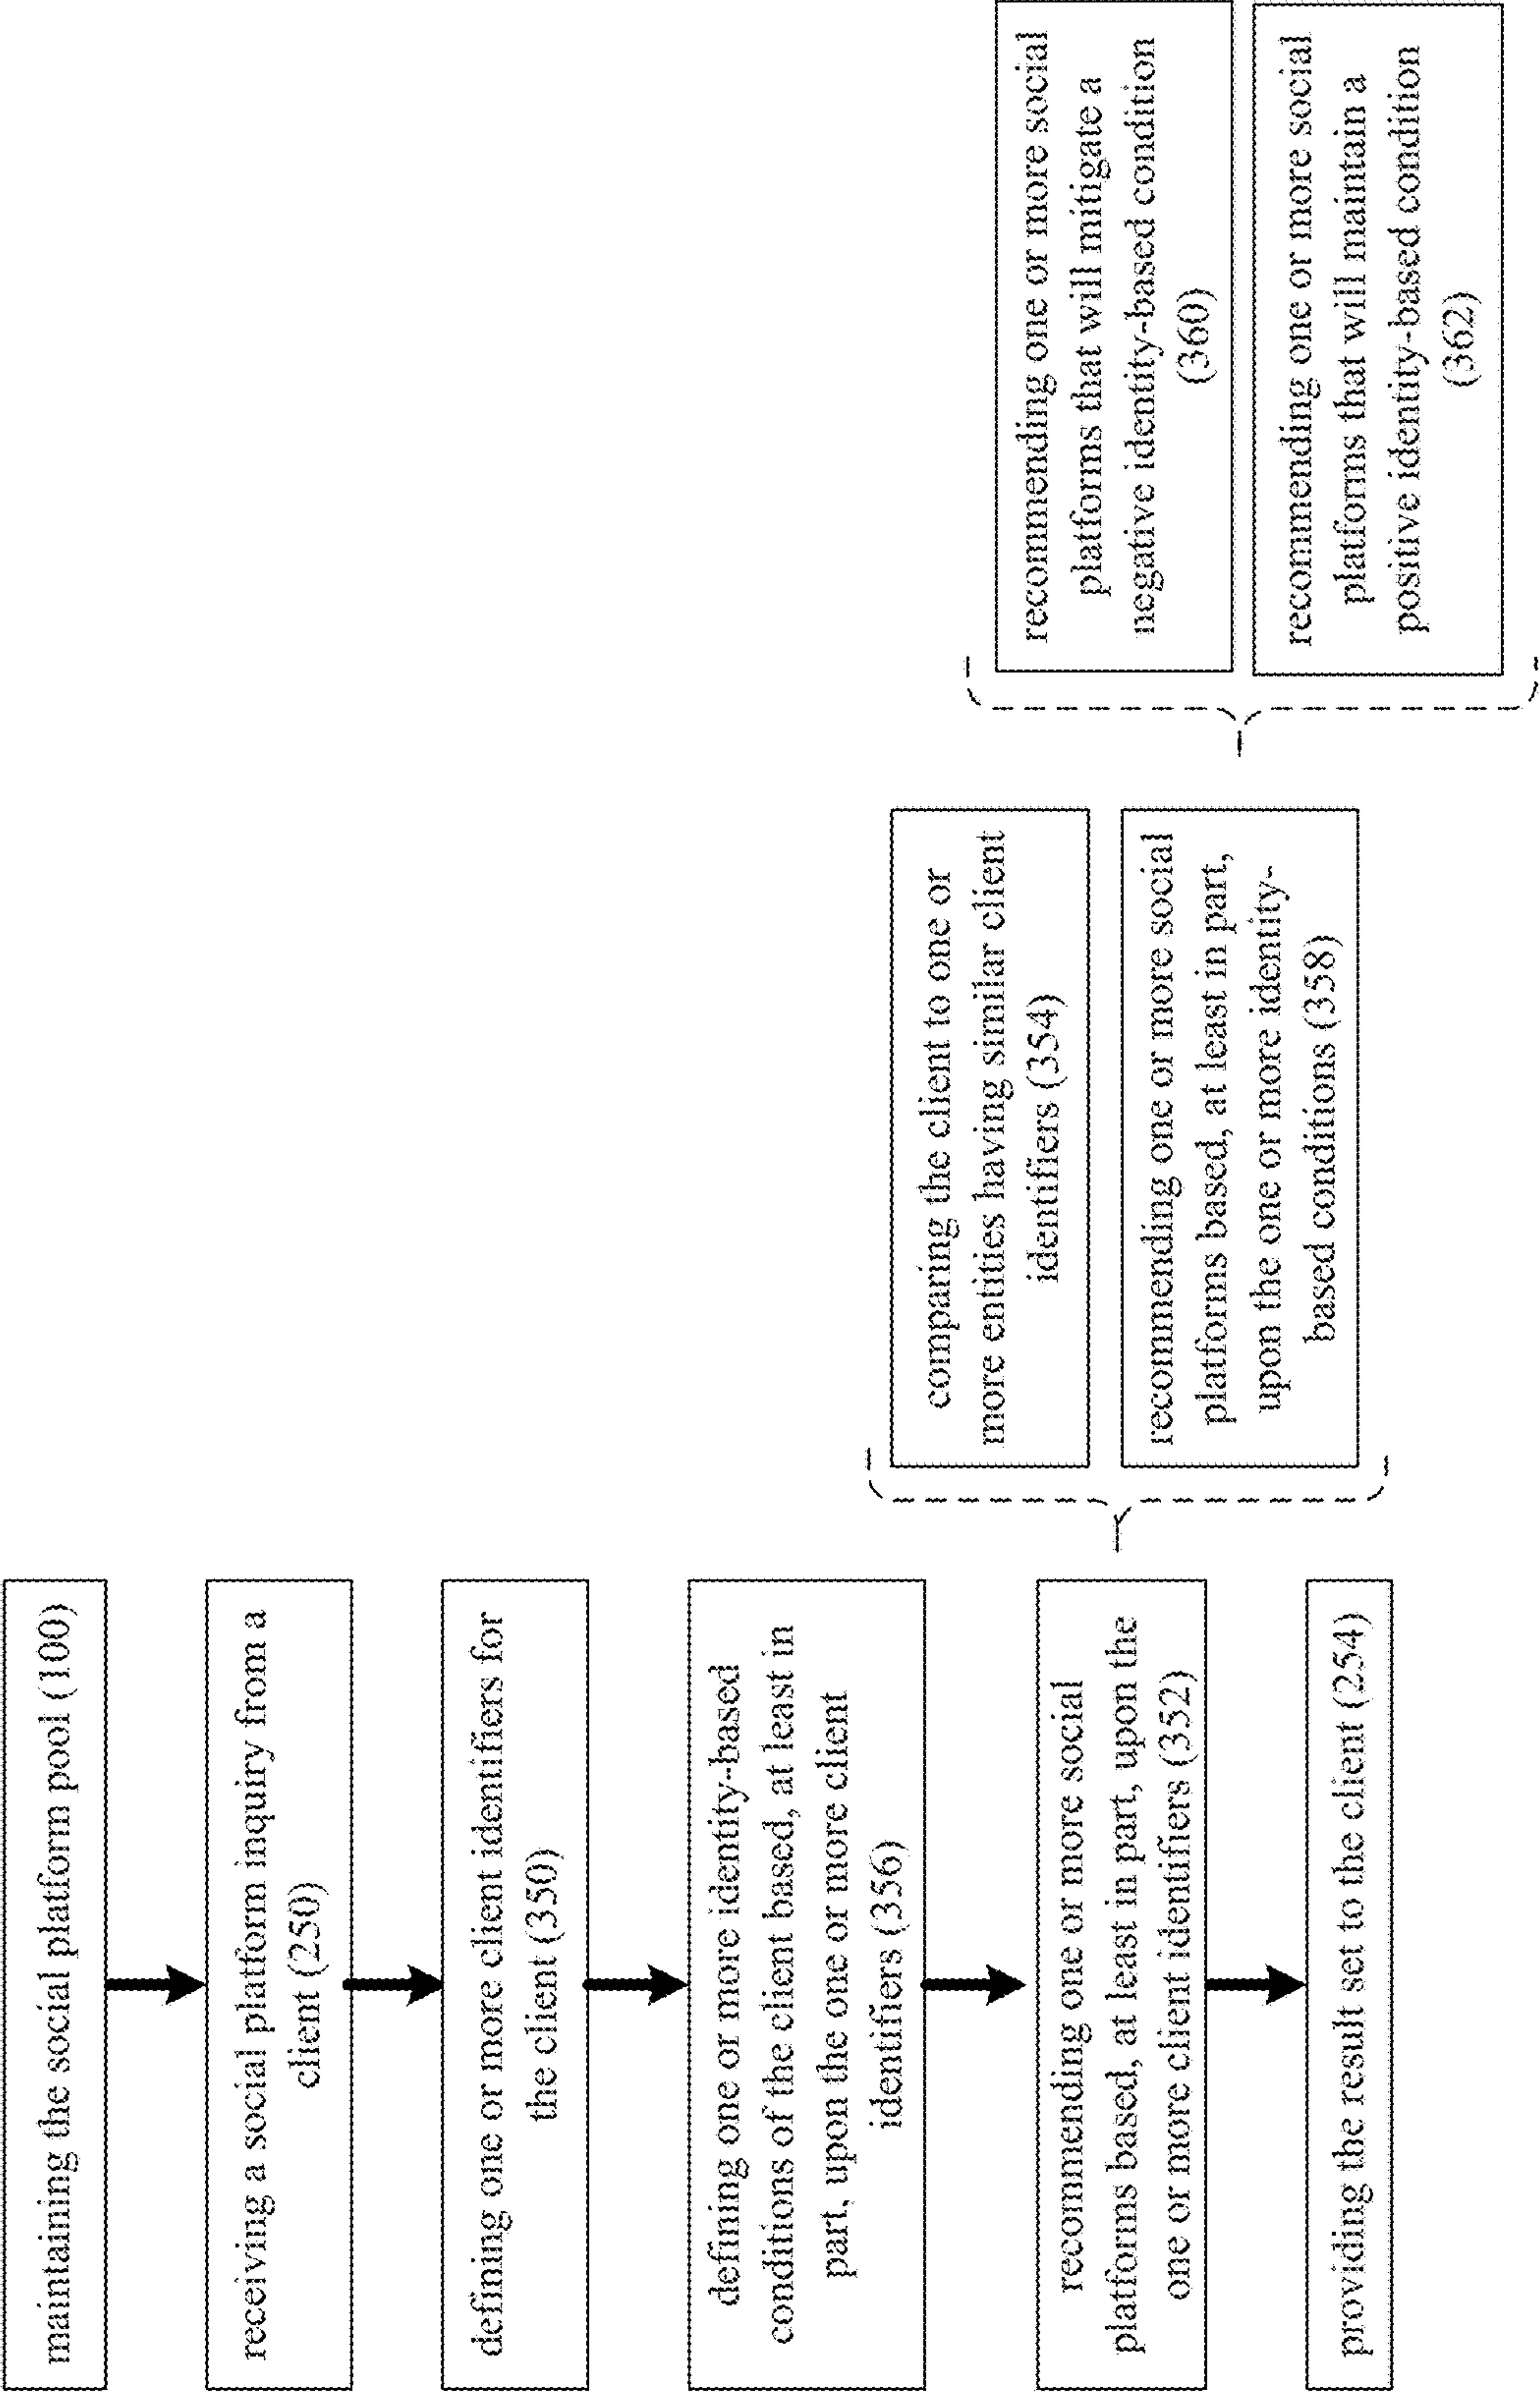 maintaining the social platform pool (100)
receiving a social platform inquiry from a
client (250)
defining one or more client identifiers for
the client (350)
defining one or more identity-based
conditions of the client based, at least in
part, upon the one or more client
identifiers (356)
recommending one or more social
platforms based, at least in part, upon the
one or more client identifiers (352)
providing the result set to the client (254)
comparing the client to one or
more entities having similar client
identifiers (354)
recommending one or more social
platforms based, at least in part,
upon the one or more identity-
based conditions (358)
recommending one or more social
platforms that will mitigate a
negative identity-based condition
(360)
recommending one or more social
platforms that will maintain a
positive identity-based condition
(362)